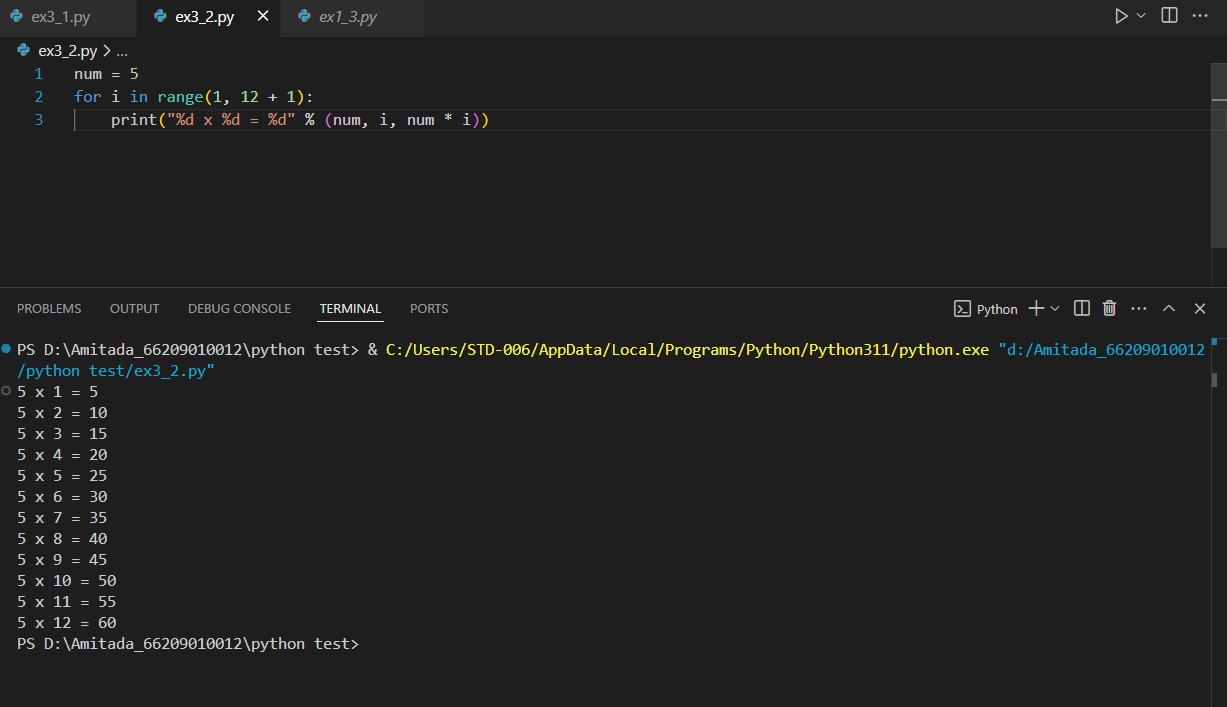 ex3_1.py ex3_2.py ex1_3.py
ex3_2.py > ...
1 num = 5
2 for i in range(1, 12 + 1):
3     print("%d x %d = %d" % (num, i, num * i))
PROBLEMS OUTPUT DEBUG CONSOLE TERMINAL PORTS Python
PS D:\Amitada_66209010012\python test> & C:/Users/STD-006/AppData/Local/Programs/Python/Python311/python.exe "d:/Amitada_66209010012
/python test/ex3_2.py"
5 x 1 = 5
5 x 2 = 10
5 x 3 = 15
5 x 4 = 20
5 x 5 = 25
5 x 6 = 30
5 x 7 = 35
5 x 8 = 40
5 x 9 = 45
5 x 10 = 50
5 x 11 = 55
5 x 12 = 60
PS D:\Amitada_66209010012\python test>